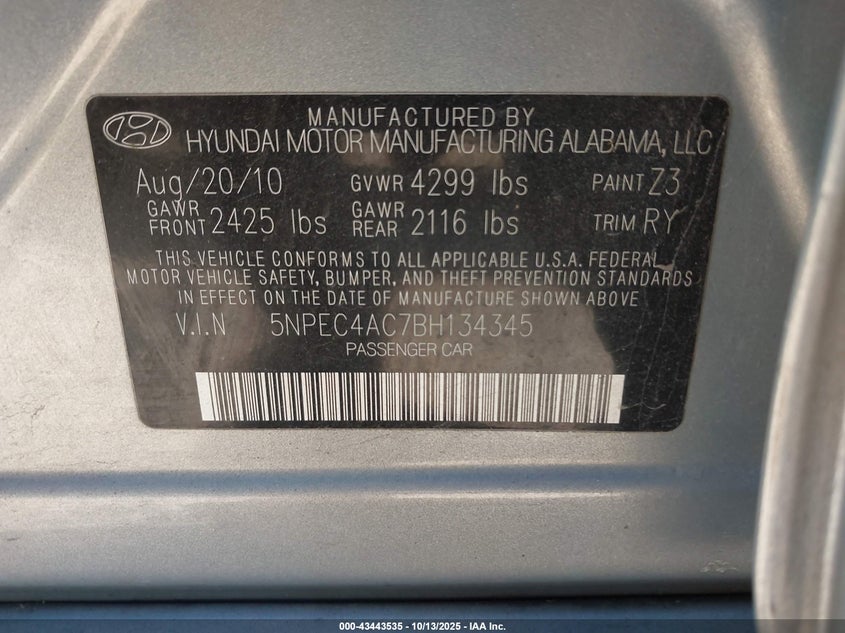 MANUFACTURED BY
HYUNDAI MOTOR MANUFACTURING ALABAMA, LLC
Aug/20/10 GVWR 4299 lbs PAINT Z3
GAWR FRONT 2425 lbs GAWR REAR 2116 lbs TRIM RY
THIS VEHICLE CONFORMS TO ALL APPLICABLE U.S.A. FEDERAL
MOTOR VEHICLE SAFETY, BUMPER, AND THEFT PREVENTION STANDARDS
IN EFFECT ON THE DATE OF MANUFACTURE SHOWN ABOVE
V.I.N 5NPEC4AC7BH134345
PASSENGER CAR
000-43443535 - 10/13/2025 - IAA Inc.